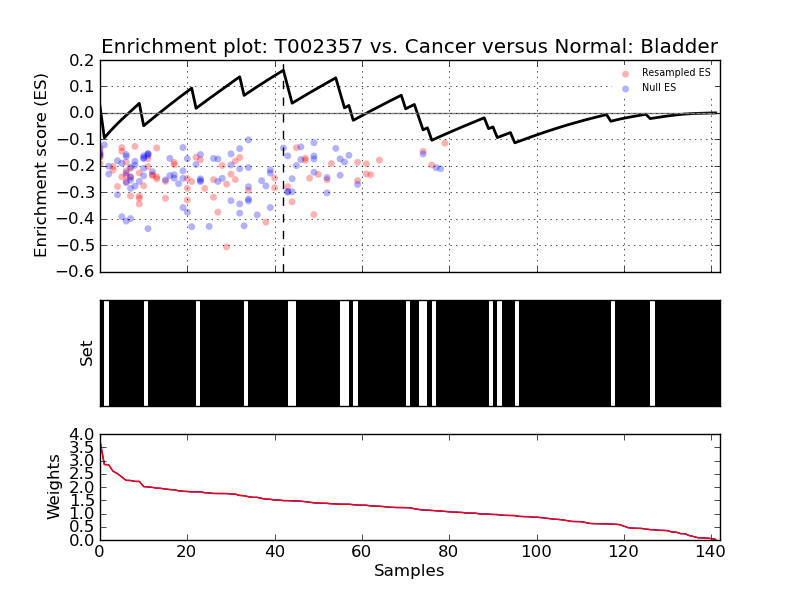 Enrichment plot: T002357 vs. Cancer versus Normal: Bladder
Enrichment score (ES)
0.2
0.1
0.0
−0.1
−0.2
−0.3
−0.4
−0.5
−0.6
Resampled ES
Null ES
Set
Weights
4.0
3.5
3.0
2.5
2.0
1.5
1.0
0.5
0.0
0 20 40 60 80 100 120 140
Samples